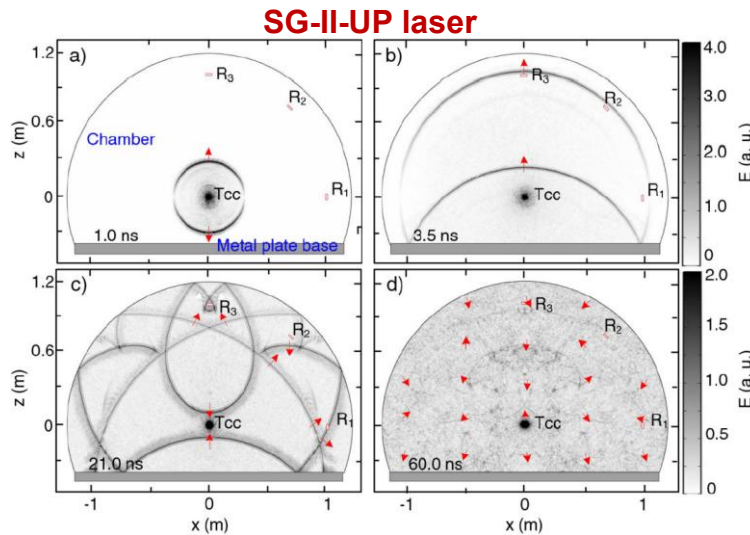 SG-II-UP laser
a)
R3
R2
Chamber
Tcc
R1
1.0 ns
Metal plate base
z (m)
1.2
0.6
0
b)
R3
R2
Tcc
R1
3.5 ns
4.0
3.0
2.0
1.0
0
E (a. u.)
c)
R3
R2
Tcc
R1
21.0 ns
z (m)
1.2
0.6
0
-1
0
1
x (m)
d)
R3
R2
Tcc
R1
60.0 ns
-1
0
1
x (m)
2.0
1.5
1.0
0.5
0
E (a. u.)